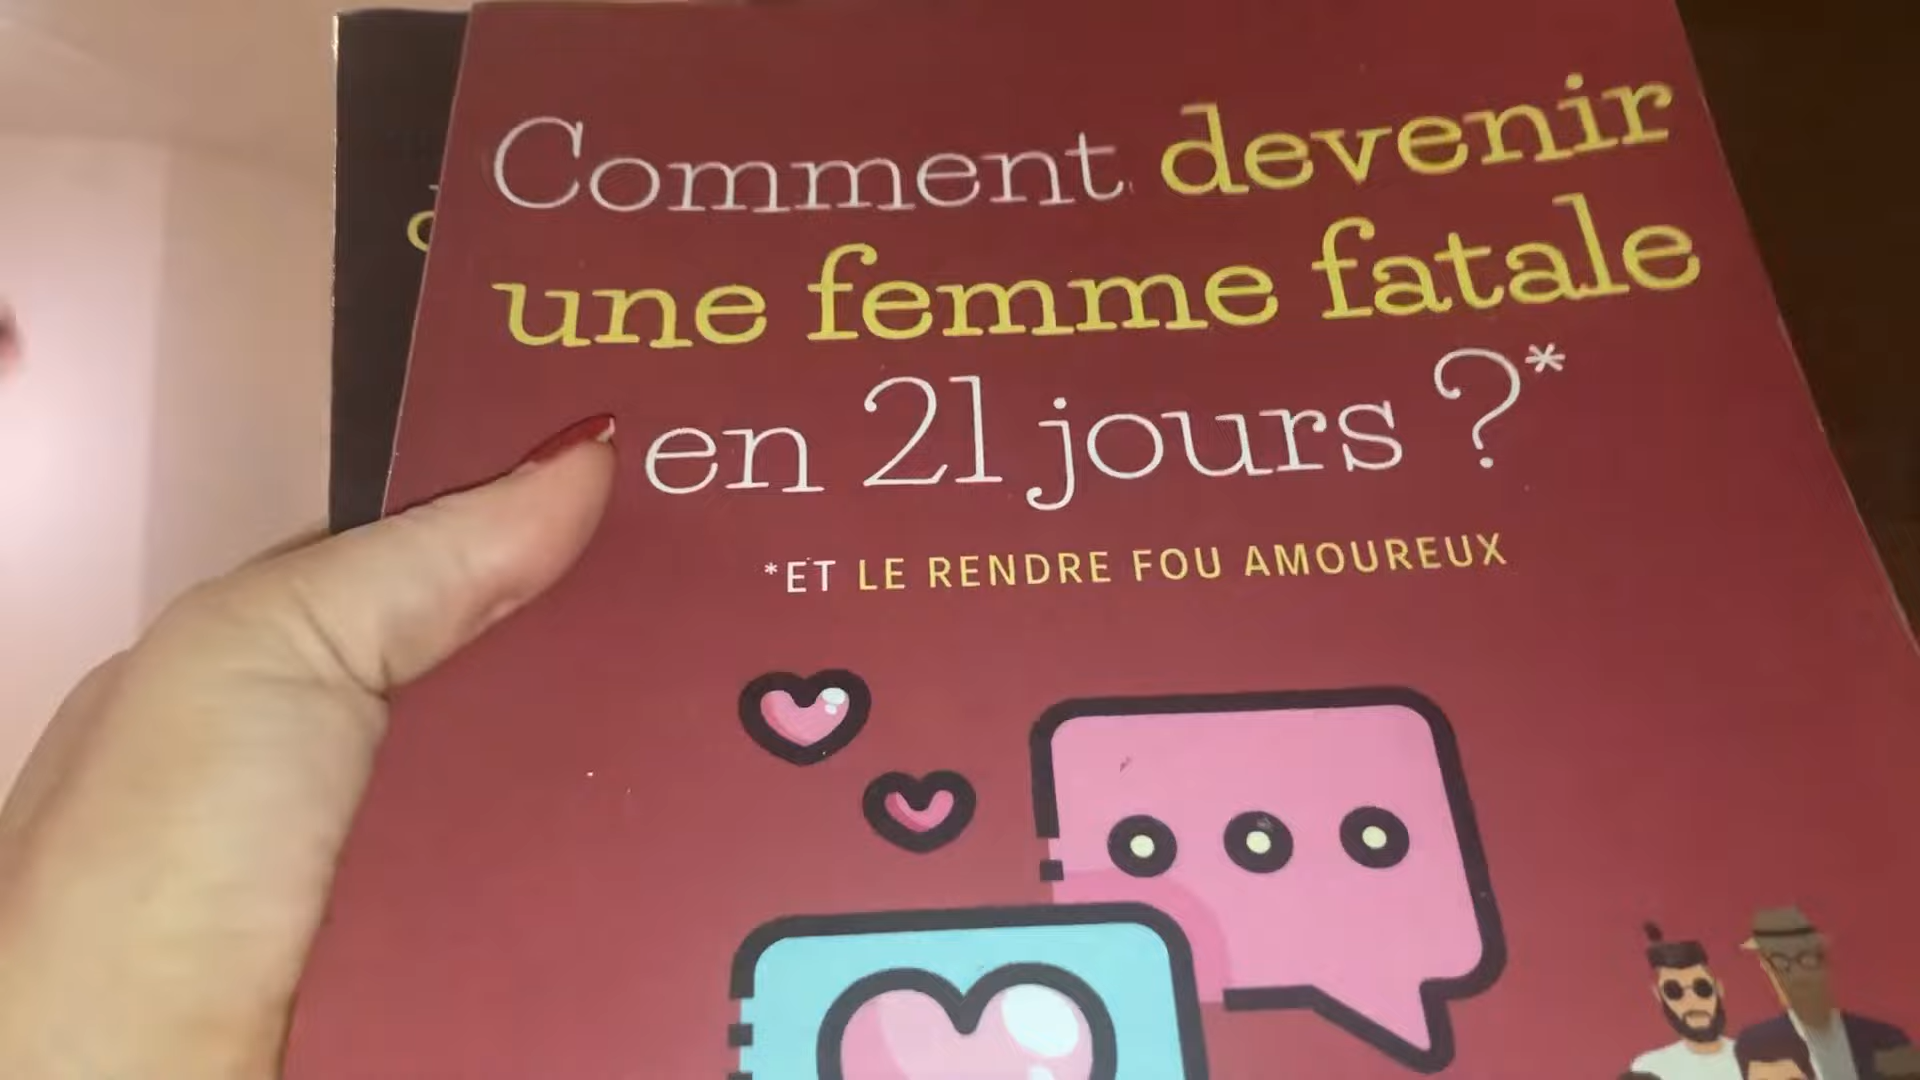 Comment devenir
une femme fatale
en 21 jours ?*
*ET LE RENDRE FOU AMOUREUX